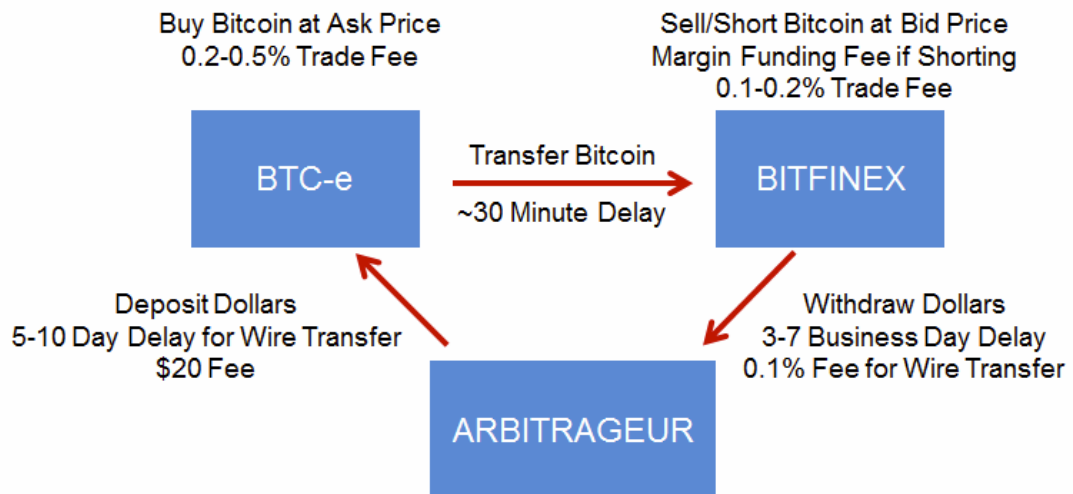 Buy Bitcoin at Ask Price
0.2-0.5% Trade Fee
Sell/Short Bitcoin at Bid Price
Margin Funding Fee if Shorting
0.1-0.2% Trade Fee
BTC-e
Transfer Bitcoin
~30 Minute Delay
BITFINEX
Deposit Dollars
5-10 Day Delay for Wire Transfer
$20 Fee
Withdraw Dollars
3-7 Business Day Delay
0.1% Fee for Wire Transfer
ARBITRAGEUR